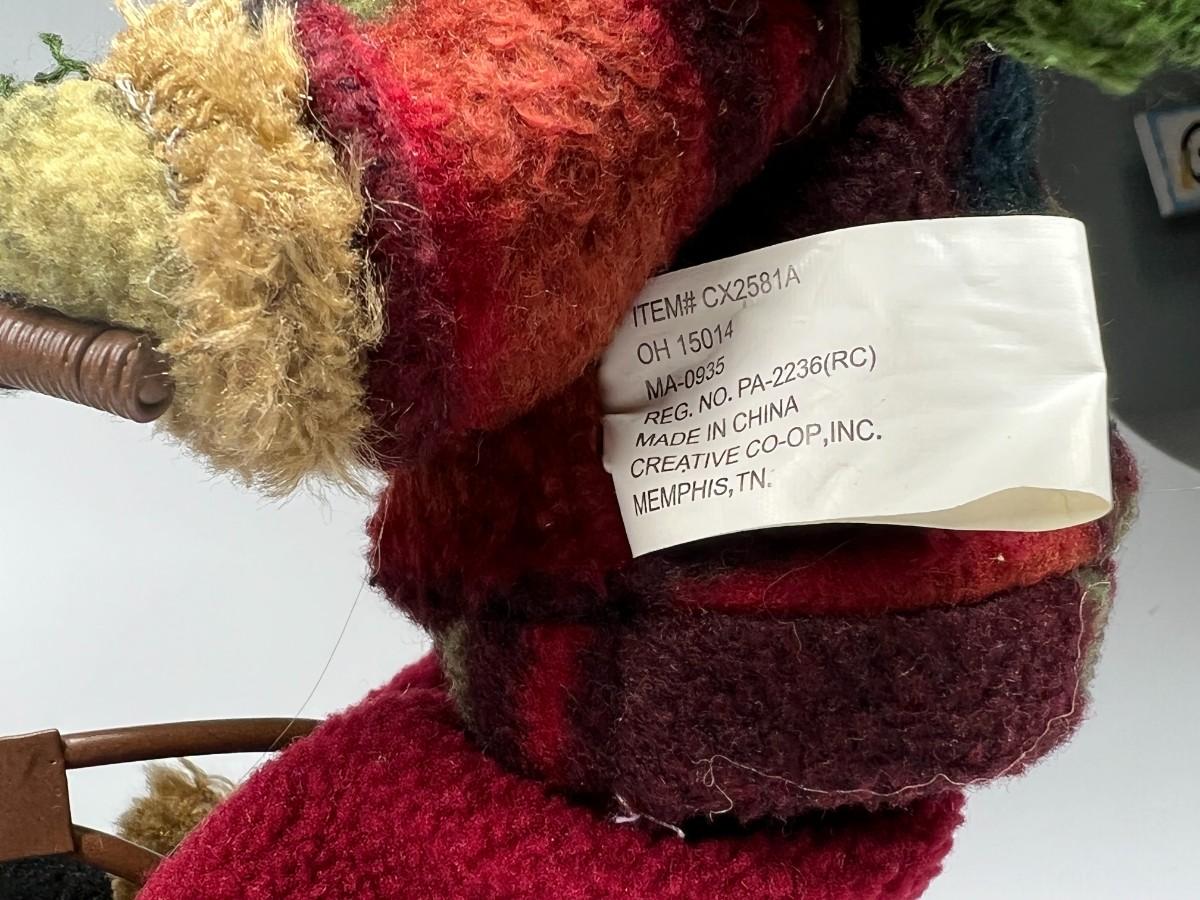 ITEM# CX2581A
OH 15014
MA-0935
REG. NO. PA-2236(RC)
MADE IN CHINA
CREATIVE CO-OP,INC.
MEMPHIS,TN.